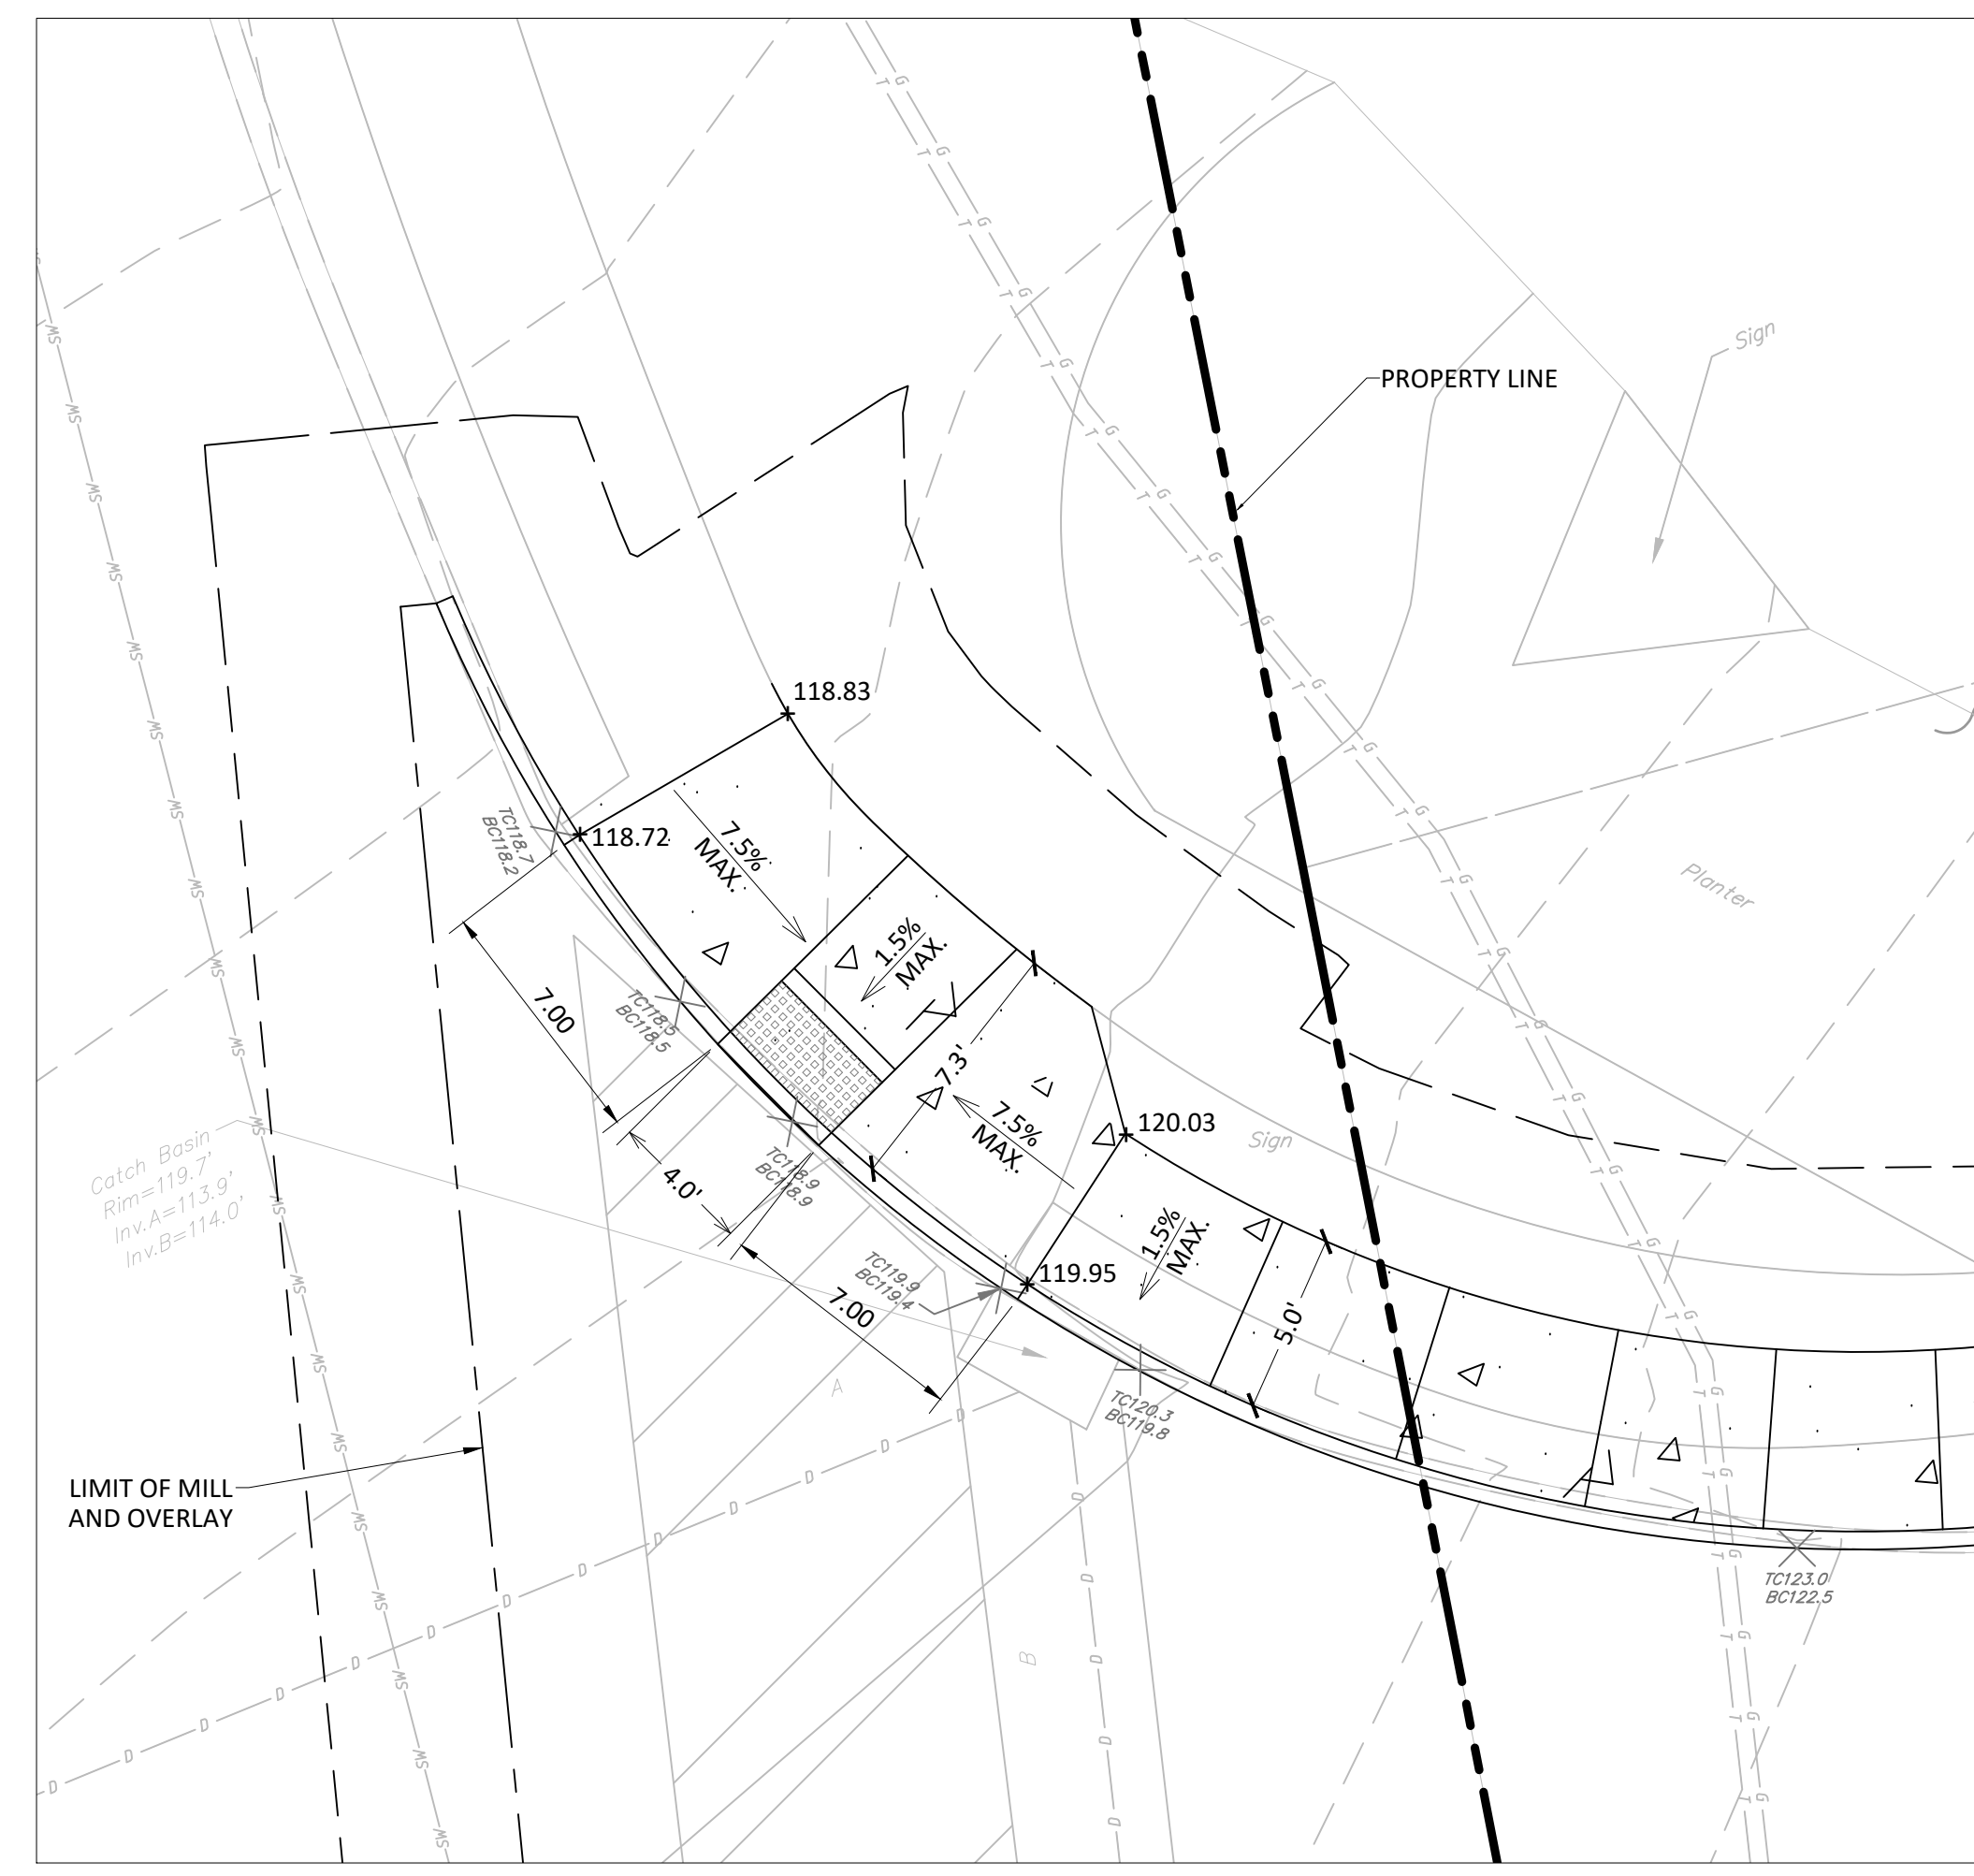 Sign
PROPERTY LINE
118.83
118.72
TC118.7
BC118.2
7.5%
MAX.
Planter
1.5%
MAX.
7.00
TC118.5
BC118.5
7.3'
7.5%
MAX.
120.03
Sign
Catch Basin
Rim=119.7'
Inv.A=113.9'
Inv.B=114.0'
4.0'
TC118.9
BC118.9
1.5%
MAX.
TC119.9
BC119.4
119.95
7.00
5.0'
A
TC120.3
BC119.8
LIMIT OF MILL
AND OVERLAY
TC123.0
BC122.5
B